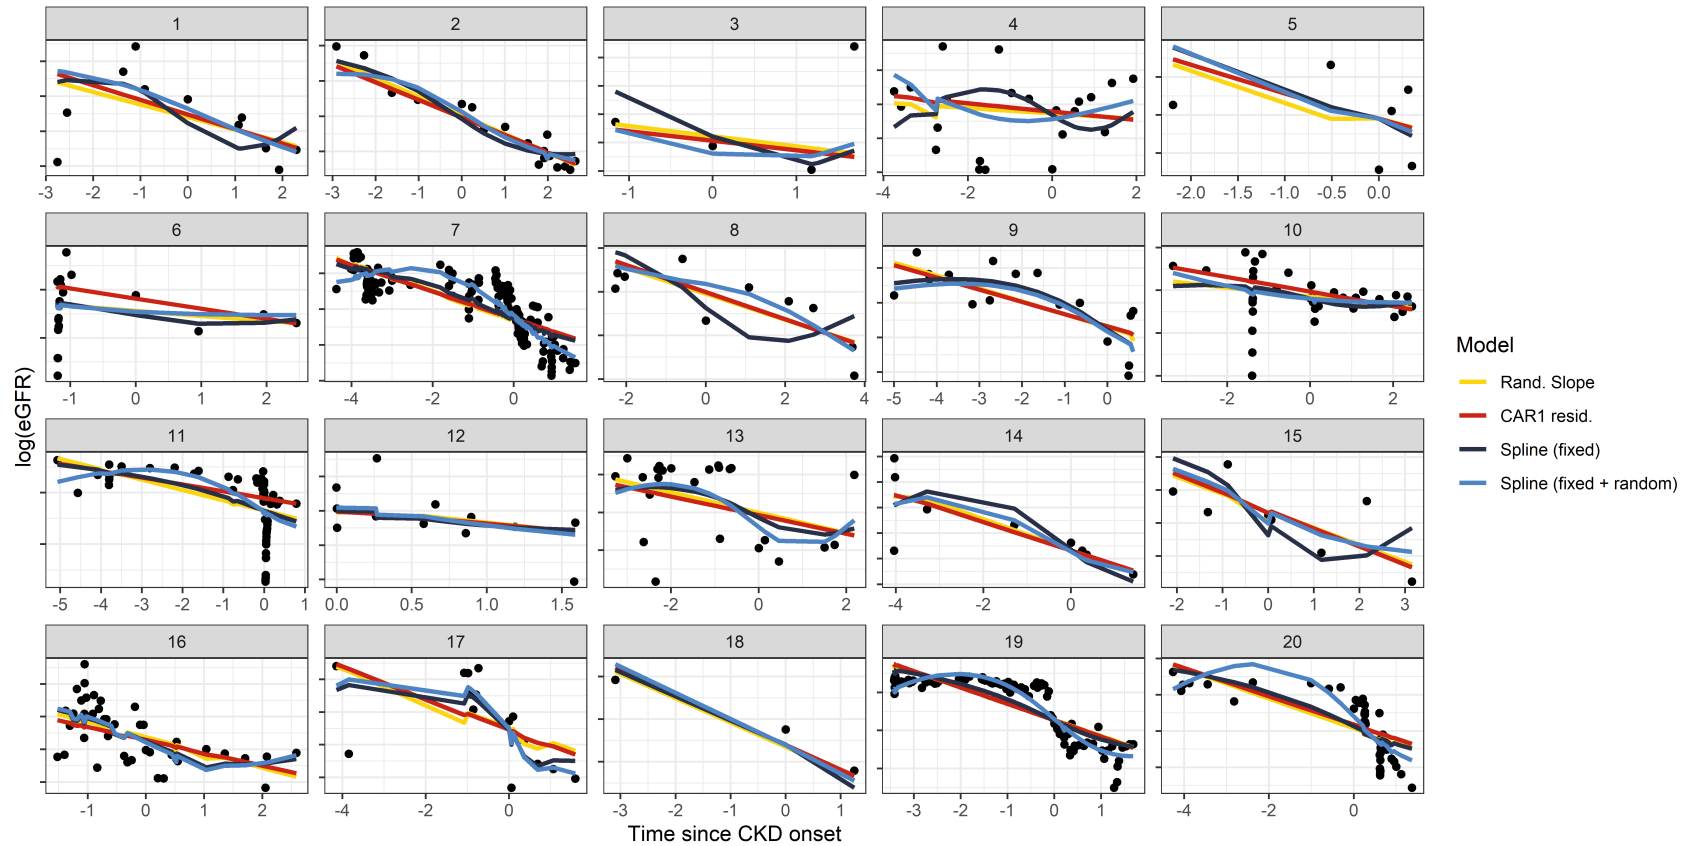 1 2 3 4 5
-3 -2 -1 0 1 2 -3 -2 -1 0 1 2 -1 0 1 -4 -2 0 2 -2.0 -1.5 -1.0 -0.5 0.0
6 7 8 9 10
-1 0 1 2 -4 -2 0 -2 0 2 4 -5 -4 -3 -2 -1 0 -2 0 2
11 12 13 14 15
-5 -4 -3 -2 -1 0 1 0.0 0.5 1.0 1.5 -2 0 2 -4 -2 0 -2 -1 0 1 2 3
16 17 18 19 20
-1 0 1 2 -4 -2 0 -3 -2 -1 0 1 -3 -2 -1 0 1 -4 -2 0
Time since CKD onset
log(eGFR)
Model
Rand. Slope
CAR1 resid.
Spline (fixed)
Spline (fixed + random)